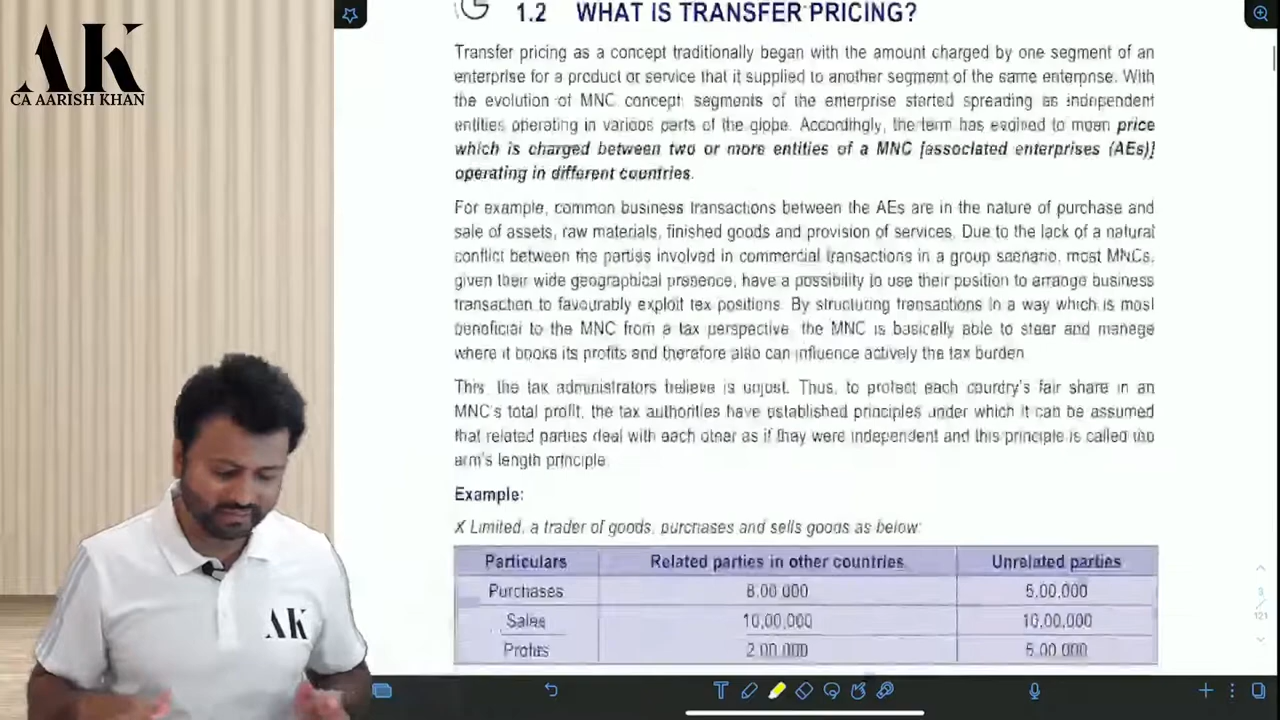 AK
CA AARISH KHAN
1.2 WHAT IS TRANSFER PRICING?
Transfer pricing as a concept traditionally began with the amount charged by one segment of an
enterprise for a product or service that it supplied to another segment of the same enterprise. With
the evolution of MNC concept, segments of the enterprise started spreading as independent
entities operating in various parts of the globe. Accordingly, the term has evolved to mean price
which is charged between two or more entities of a MNC [associated enterprises (AEs)]
operating in different countries.
For example, common business transactions between the AEs are in the nature of purchase and
sale of assets, raw materials, finished goods and provision of services. Due to the lack of a natural
conflict between the parties involved in commercial transactions in a group scenario, most MNCs,
given their wide geographical presence, have a possibility to use their position to arrange business
transaction to favourably exploit tax positions. By structuring transactions in a way which is most
beneficial to the MNC from a tax perspective, the MNC is basically able to steer and manage
where it books its profits and therefore also can influence actively the tax burden
This, the tax administrators believe is unjust. Thus, to protect each country's fair share in an
MNC's total profit, the tax authorities have established principles under which it can be assumed
that related parties deal with each other as if they were independent and this principle is called the
arm's length principle.
Example:
X Limited, a trader of goods, purchases and sells goods as below:
Particulars Related parties in other countries Unrelated parties
Purchases 8,00,000 5,00,000
Sales 10,00,000 10,00,000
Profits 2,00,000 5,00,000
121
AK